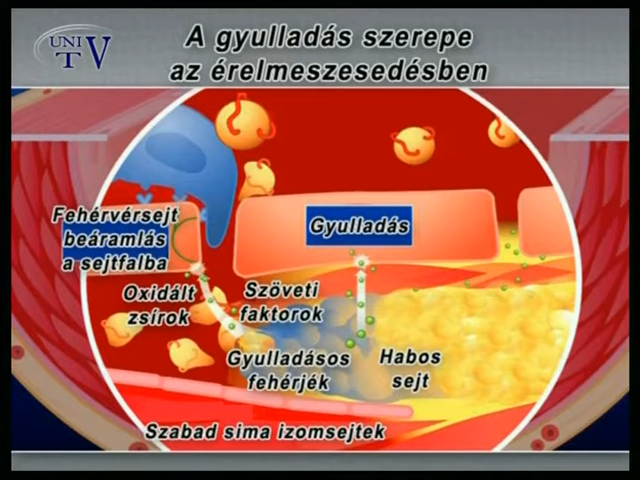 UNI
TV
A gyulladás szerepe
az érelmeszesedésben
Fehérvérsejt
beáramlás
a sejtfalba
Gyulladás
Oxidált
zsírok
Szöveti
faktorok
Gyulladásos
fehérjék
Habos
sejt
Szabad sima izomsejtek